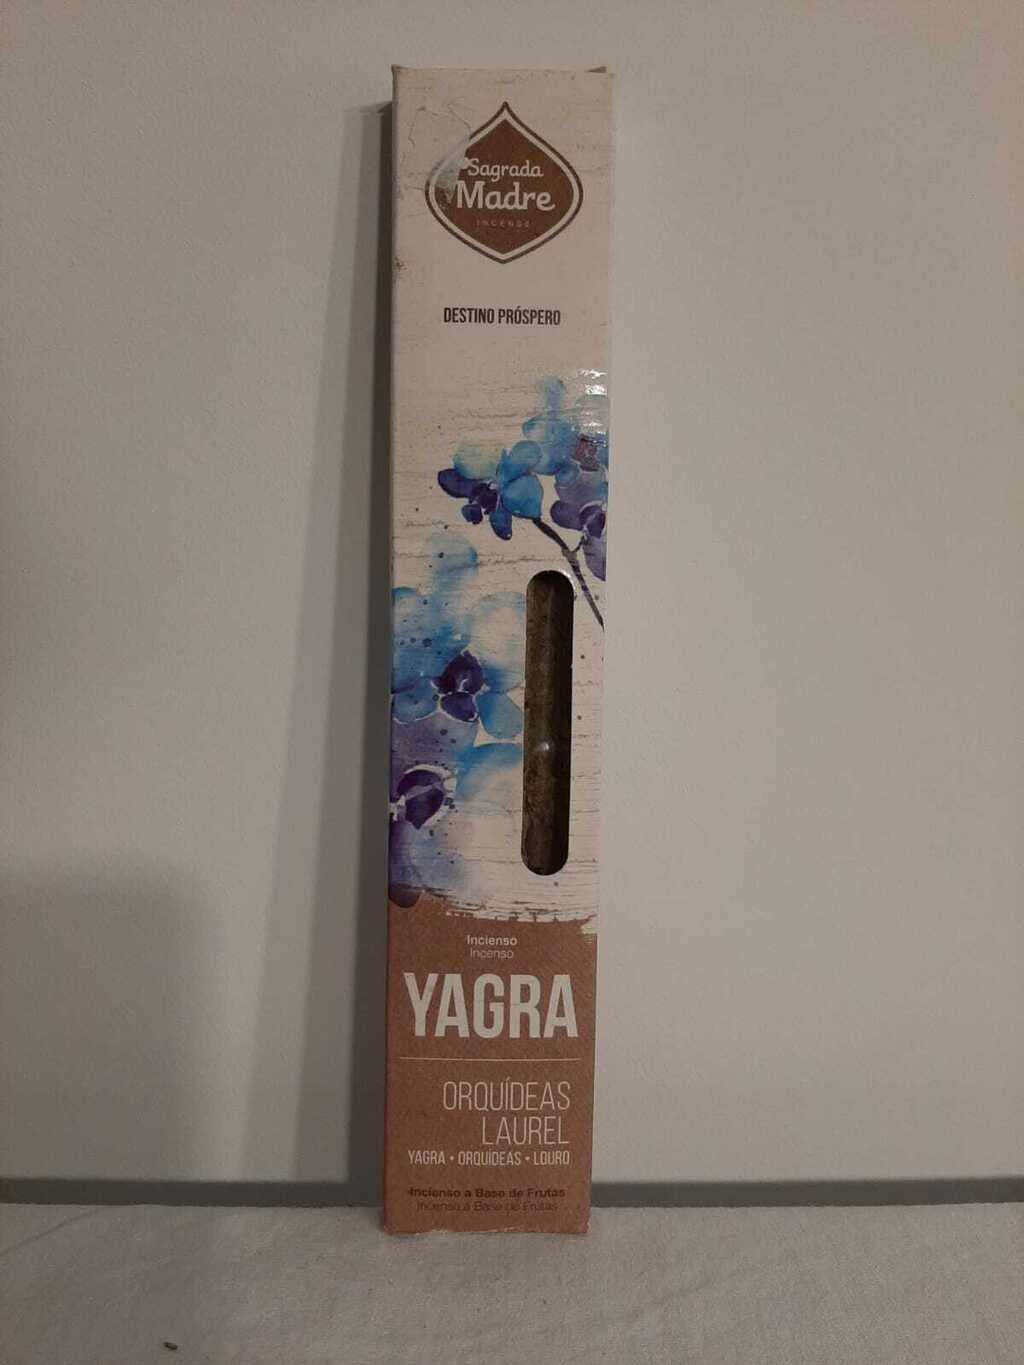 Sagrada
Madre
INCENSE
DESTINO PRÓSPERO
Incienso
Incenso
YAGRA
ORQUÍDEAS
LAUREL
YAGRA • ORQUÍDEAS • LOURO
Incienso a Base de Frutas
Incenso á Base de Frutas